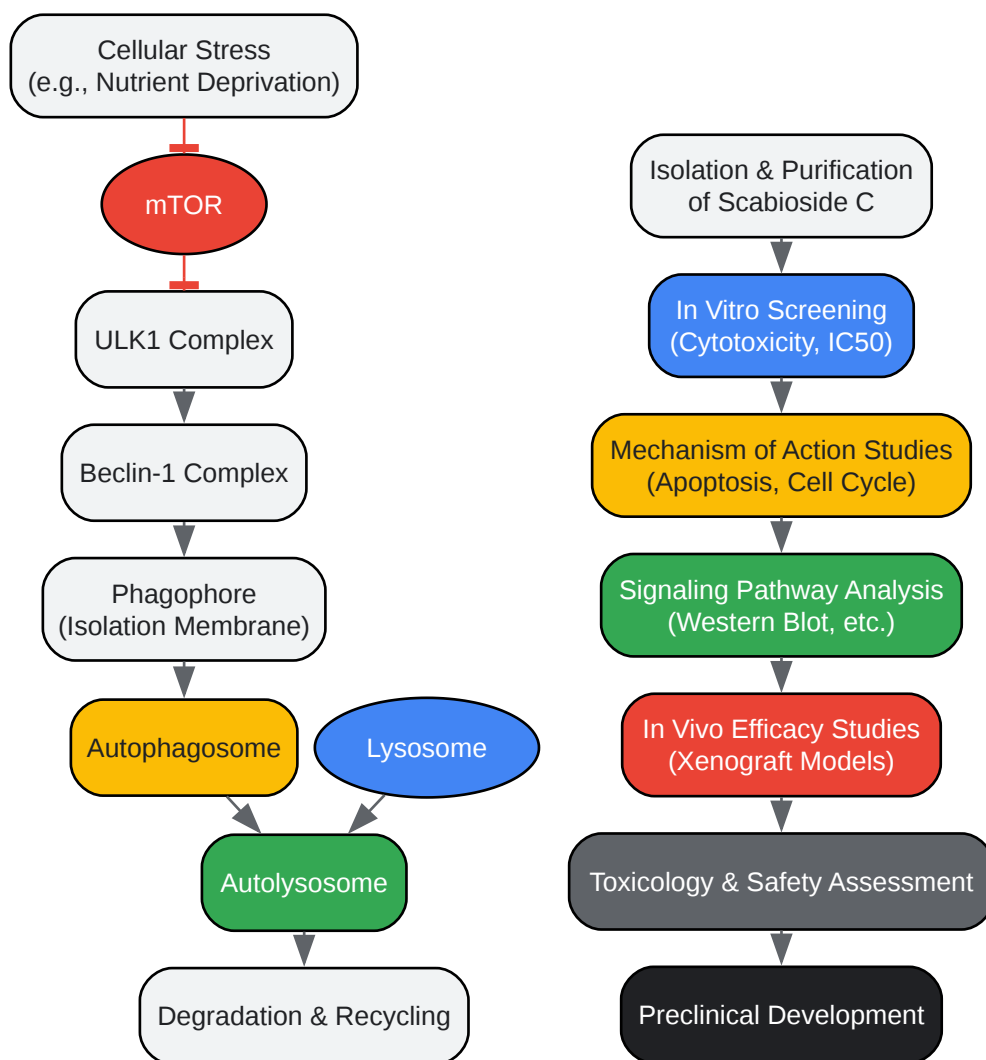 Cellular Stress
(e.g., Nutrient Deprivation)
mTOR
ULK1 Complex
Beclin-1 Complex
Phagophore
(Isolation Membrane)
Autophagosome
Lysosome
Autolysosome
Degradation & Recycling
Isolation & Purification
of Scabioside C
In Vitro Screening
(Cytotoxicity, IC50)
Mechanism of Action Studies
(Apoptosis, Cell Cycle)
Signaling Pathway Analysis
(Western Blot, etc.)
In Vivo Efficacy Studies
(Xenograft Models)
Toxicology & Safety Assessment
Preclinical Development